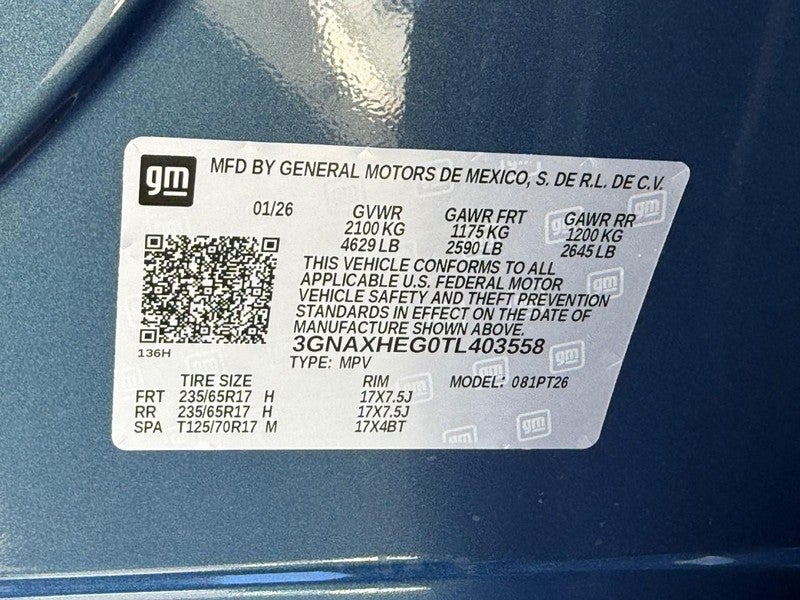 gm MFD BY GENERAL MOTORS DE MEXICO, S. DE R.L. DE C.V.
01/26 GVWR GAWR FRT GAWR RR
2100 KG 1175 KG 1200 KG
4629 LB 2590 LB 2645 LB
THIS VEHICLE CONFORMS TO ALL
APPLICABLE U.S. FEDERAL MOTOR
VEHICLE SAFETY AND THEFT PREVENTION
STANDARDS IN EFFECT ON THE DATE OF
MANUFACTURE SHOWN ABOVE.
3GNAXHEG0TL403558
136H
TYPE: MPV
TIRE SIZE RIM MODEL: 081PT26
FRT 235/65R17 H 17X7.5J
RR 235/65R17 H 17X7.5J
SPA T125/70R17 M 17X4BT